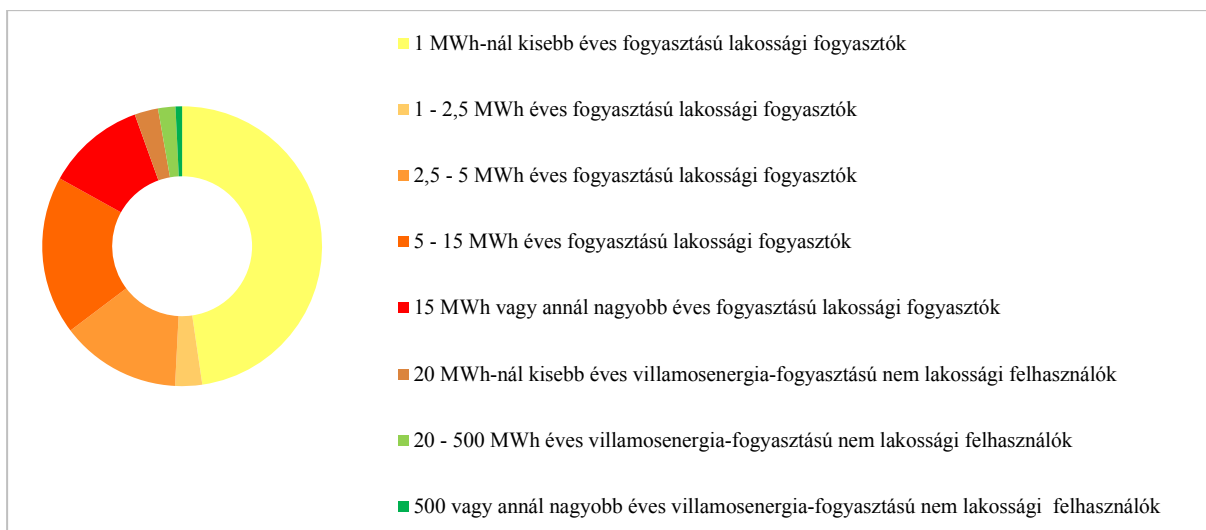 1 MWh-nál kisebb éves fogyasztású lakossági fogyasztók
1 - 2,5 MWh éves fogyasztású lakossági fogyasztók
2,5 - 5 MWh éves fogyasztású lakossági fogyasztók
5 - 15 MWh éves fogyasztású lakossági fogyasztók
15 MWh vagy annál nagyobb éves fogyasztású lakossági fogyasztók
20 MWh-nál kisebb éves villamosenergia-fogyasztású nem lakossági felhasználók
20 - 500 MWh éves villamosenergia-fogyasztású nem lakossági felhasználók
500 vagy annál nagyobb éves villamosenergia-fogyasztású nem lakossági felhasználók